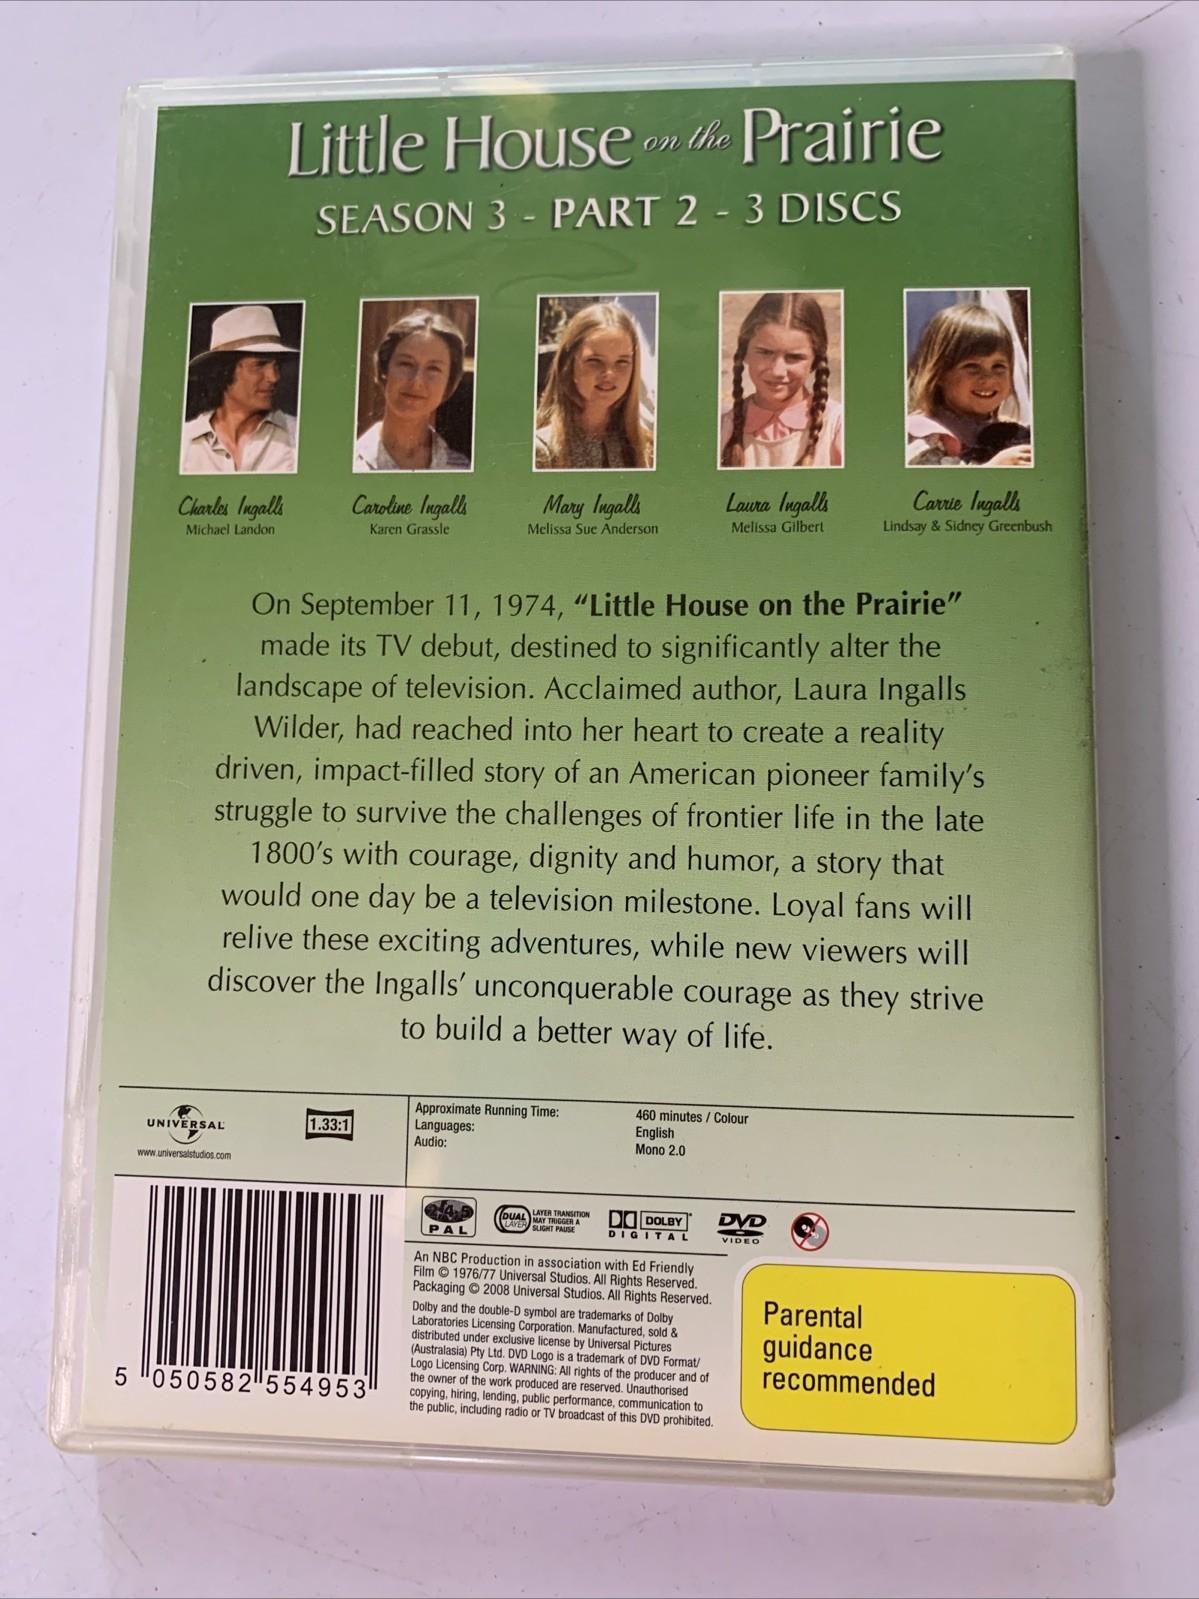 Little House on the Prairie
SEASON 3 - PART 2 - 3 DISCS
Charles Ingalls
Michael Landon
Caroline Ingalls
Karen Grassle
Mary Ingalls
Melissa Sue Anderson
Laura Ingalls
Melissa Gilbert
Carrie Ingalls
Lindsay & Sidney Greenbush
On September 11, 1974, "Little House on the Prairie"
made its TV debut, destined to significantly alter the
landscape of television. Acclaimed author, Laura Ingalls
Wilder, had reached into her heart to create a reality
driven, impact-filled story of an American pioneer family's
struggle to survive the challenges of frontier life in the late
1800's with courage, dignity and humor, a story that
would one day be a television milestone. Loyal fans will
relive these exciting adventures, while new viewers will
discover the Ingalls' unconquerable courage as they strive
to build a better way of life.
UNIVERSAL
www.universalstudios.com
1.33:1
Approximate Running Time: 460 minutes / Colour
Languages: English
Audio: Mono 2.0
2·4·5
PAL
DUAL LAYER
LAYER TRANSITION
MAY TRIGGER A
SLIGHT PAUSE
DOLBY
DIGITAL
DVD
VIDEO
An NBC Production in association with Ed Friendly
Film © 1976/77 Universal Studios. All Rights Reserved.
Packaging © 2008 Universal Studios. All Rights Reserved.
Dolby and the double-D symbol are trademarks of Dolby
Laboratories Licensing Corporation. Manufactured, sold &
distributed under exclusive license by Universal Pictures
(Australasia) Pty Ltd. DVD Logo is a trademark of DVD Format/
Logo Licensing Corp. WARNING: All rights of the producer and of
the owner of the work produced are reserved. Unauthorised
copying, hiring, lending, public performance, communication to
the public, including radio or TV broadcast of this DVD prohibited.
5 050582 554953
Parental
guidance
recommended